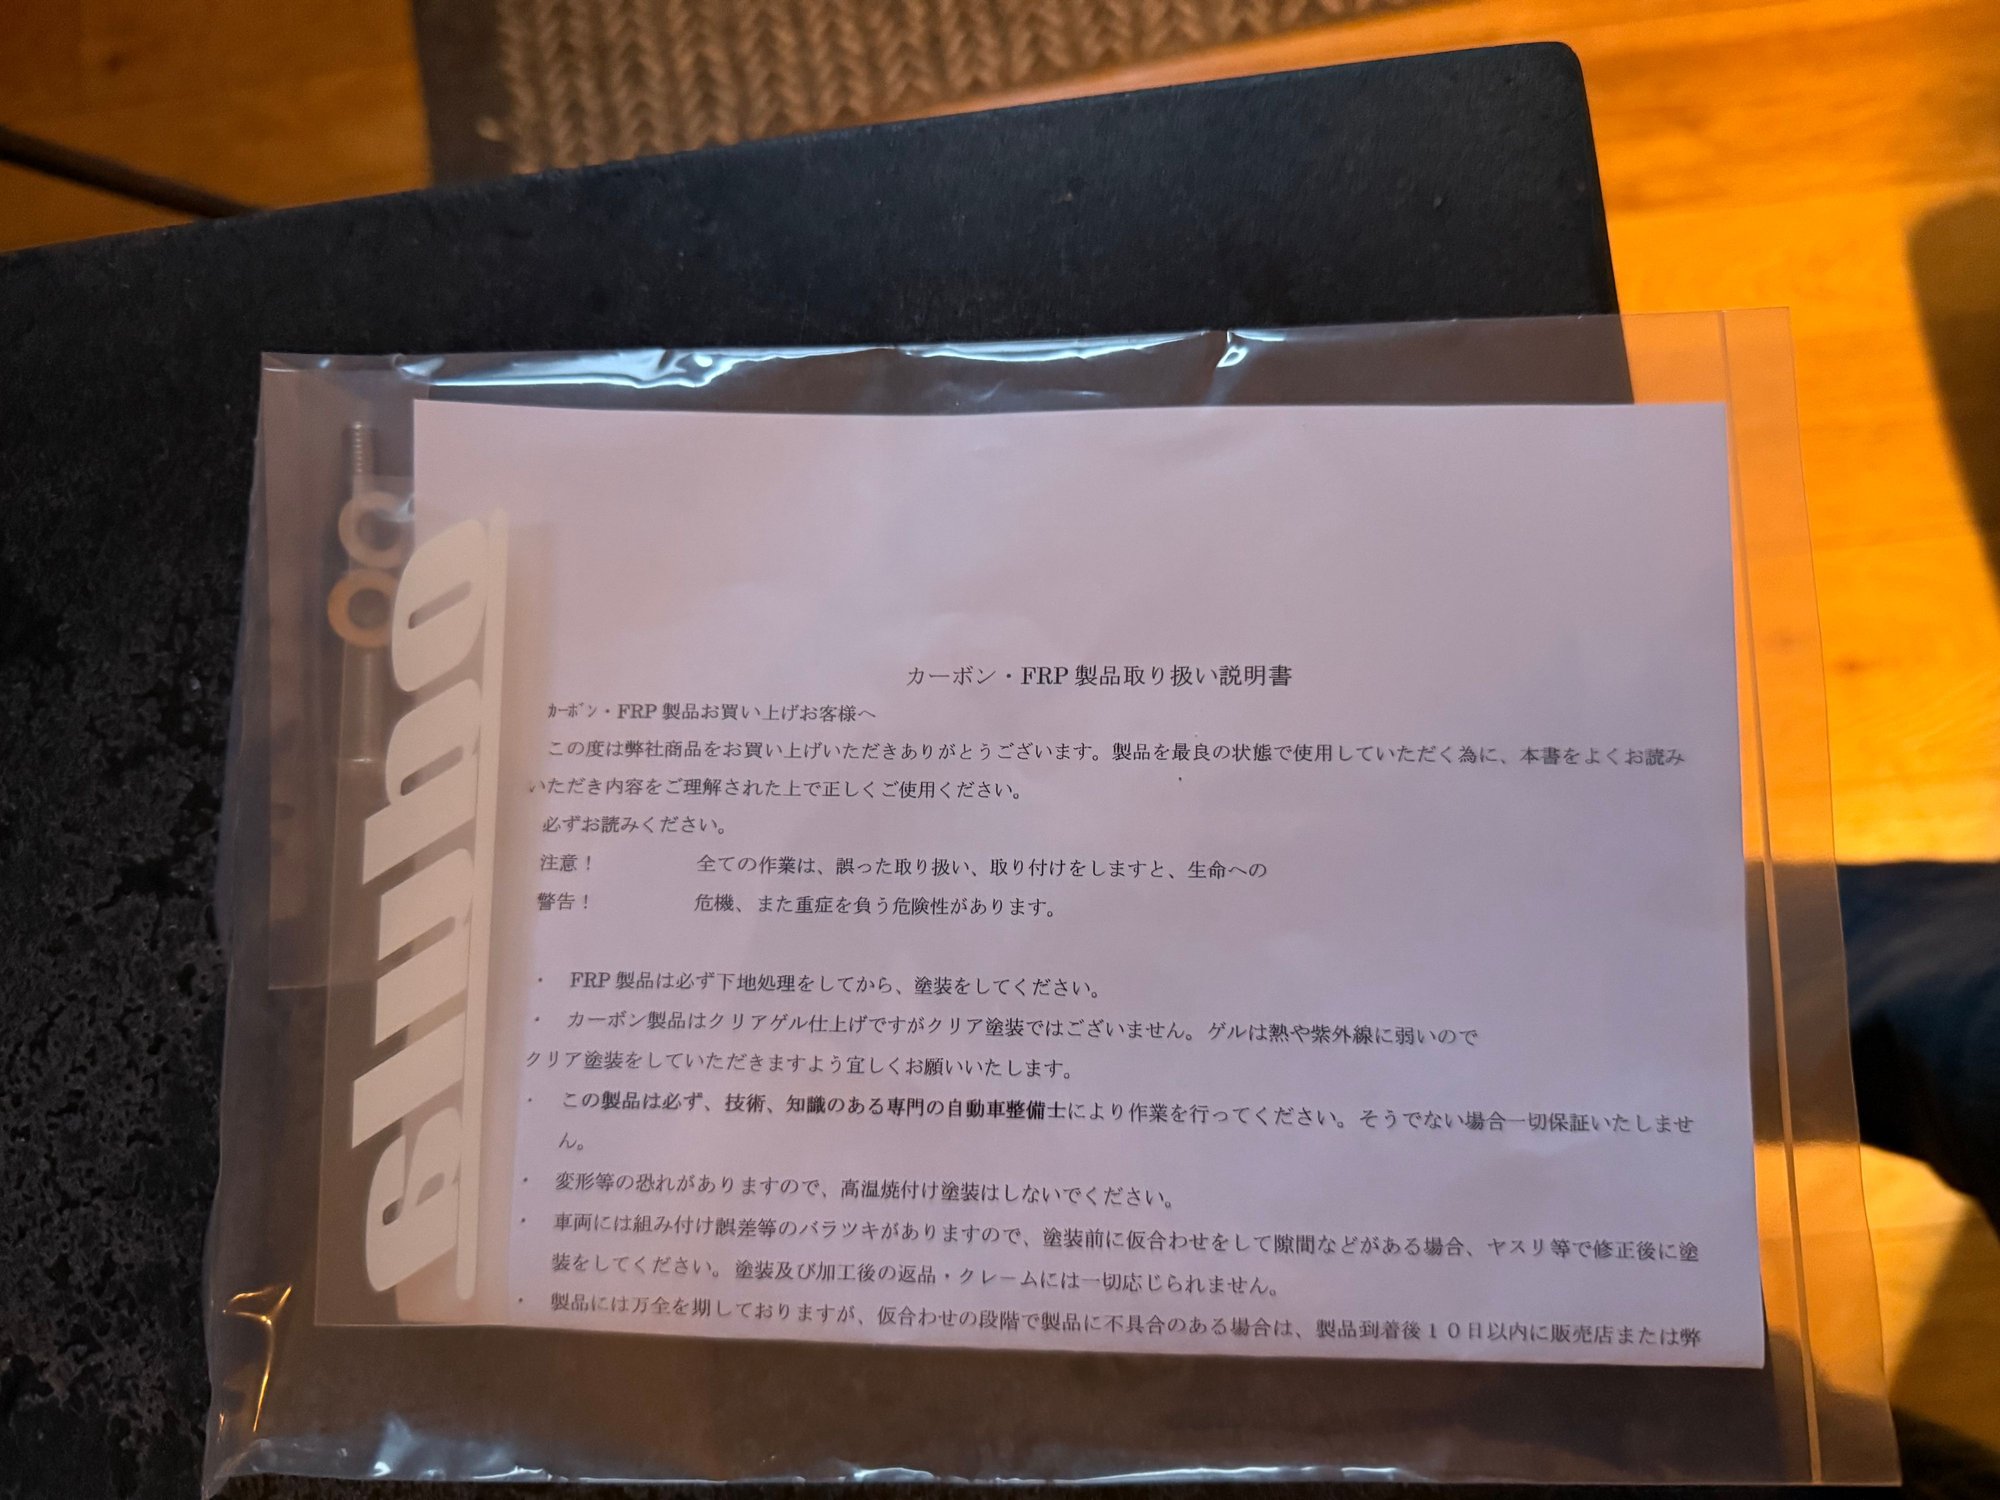 カーボン・FRP 製品取り扱い説明書
カーボン・FRP 製品お買い上げお客様へ
この度は弊社商品をお買い上げいただきありがとうございます。製品を最良の状態で使用していただく為に、本書をよくお読み
いただき内容をご理解された上で正しくご使用ください。
必ずお読みください。
注意！ 全ての作業は、誤った取り扱い、取り付けをしますと、生命への
警告！ 危機、また重症を負う危険性があります。
・ FRP 製品は必ず下地処理をしてから、塗装をしてください。
・ カーボン製品はクリアゲル仕上げですがクリア塗装ではございません。ゲルは熱や紫外線に弱いので
クリア塗装をしていただきますよう宜しくお願いいたします。
・ この製品は必ず、技術、知識のある専門の自動車整備士により作業を行ってください。そうでない場合一切保証いたしませ
ん。
・ 変形等の恐れがありますので、高温焼付け塗装はしないでください。
・ 車両には組み付け誤差等のバラツキがありますので、塗装前に仮合わせをして隙間などがある場合、ヤスリ等で修正後に塗
装をしてください。塗装及び加工後の返品・クレームには一切応じられません。
・ 製品には万全を期しておりますが、仮合わせの段階で製品に不具合のある場合は、製品到着後１０日以内に販売店または弊